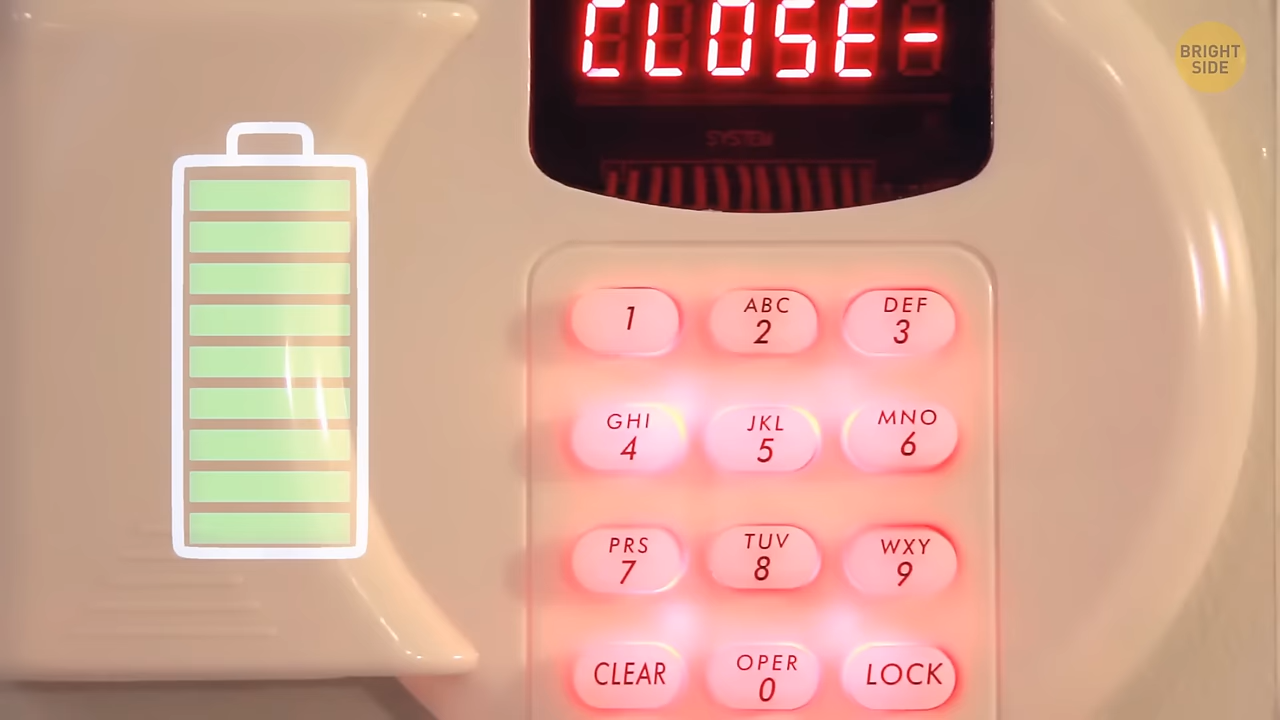 CLOSE-
BRIGHT
SIDE
SYSTEM
1
ABC
2
DEF
3
GHI
4
JKL
5
MNO
6
PRS
7
TUV
8
WXY
9
CLEAR
OPER
0
LOCK